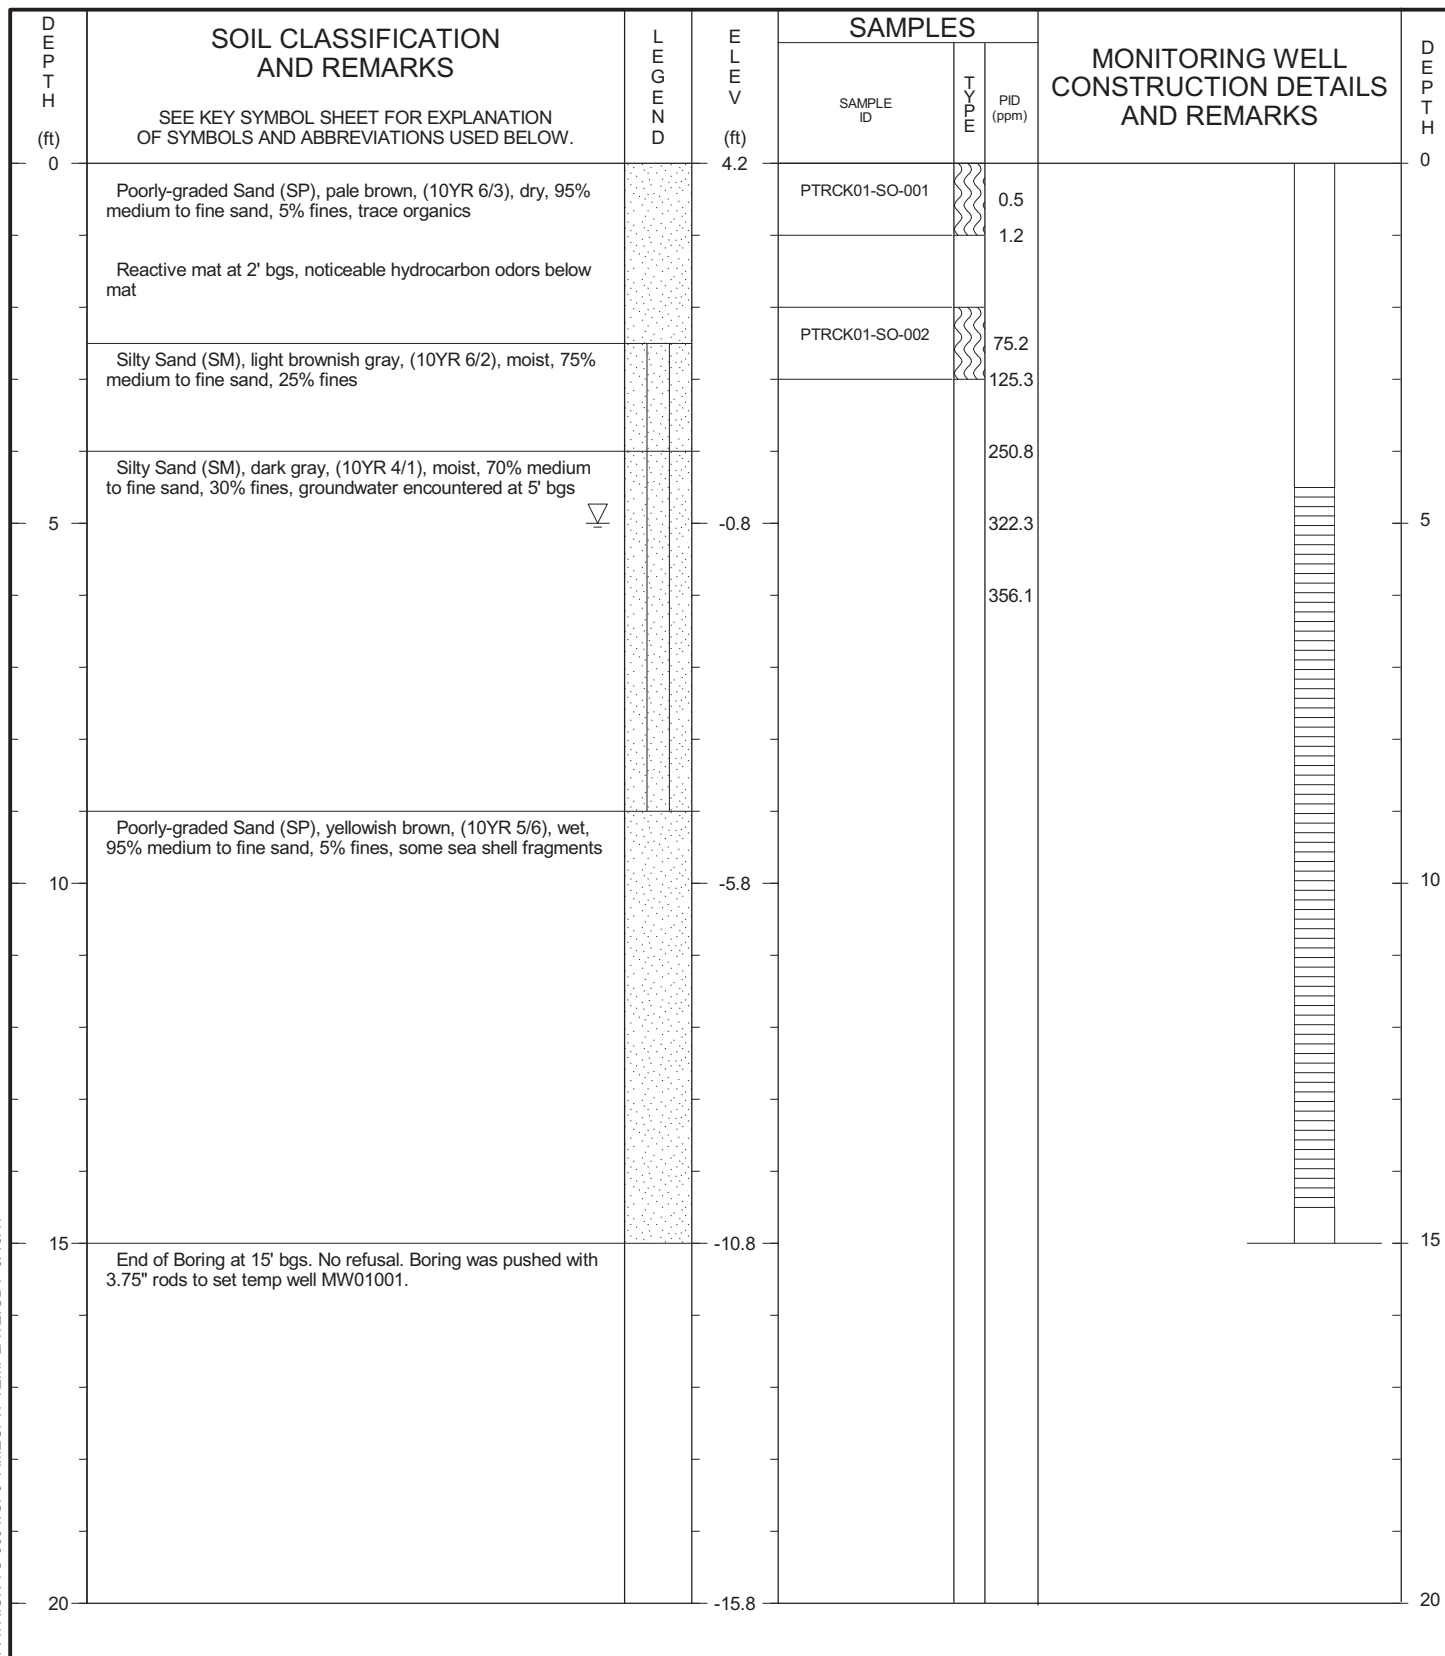 DEPTH
(ft)
SOIL CLASSIFICATION
AND REMARKS
SEE KEY SYMBOL SHEET FOR EXPLANATION
OF SYMBOLS AND ABBREVIATIONS USED BELOW.
LEGEND
ELEV
(ft)
SAMPLES
SAMPLE
ID
TYPE
PID
(ppm)
MONITORING WELL
CONSTRUCTION DETAILS
AND REMARKS
DEPTH
0
4.2
0
Poorly-graded Sand (SP), pale brown, (10YR 6/3), dry, 95%
medium to fine sand, 5% fines, trace organics
PTRCK01-SO-001
0.5
1.2
Reactive mat at 2' bgs, noticeable hydrocarbon odors below
mat
PTRCK01-SO-002
75.2
Silty Sand (SM), light brownish gray, (10YR 6/2), moist, 75%
medium to fine sand, 25% fines
125.3
250.8
Silty Sand (SM), dark gray, (10YR 4/1), moist, 70% medium
to fine sand, 30% fines, groundwater encountered at 5' bgs
5
-0.8
322.3
5
356.1
Poorly-graded Sand (SP), yellowish brown, (10YR 5/6), wet,
95% medium to fine sand, 5% fines, some sea shell fragments
10
-5.8
10
15
-10.8
15
End of Boring at 15' bgs. No refusal. Boring was pushed with
3.75" rods to set temp well MW01001.
20
-15.8
20